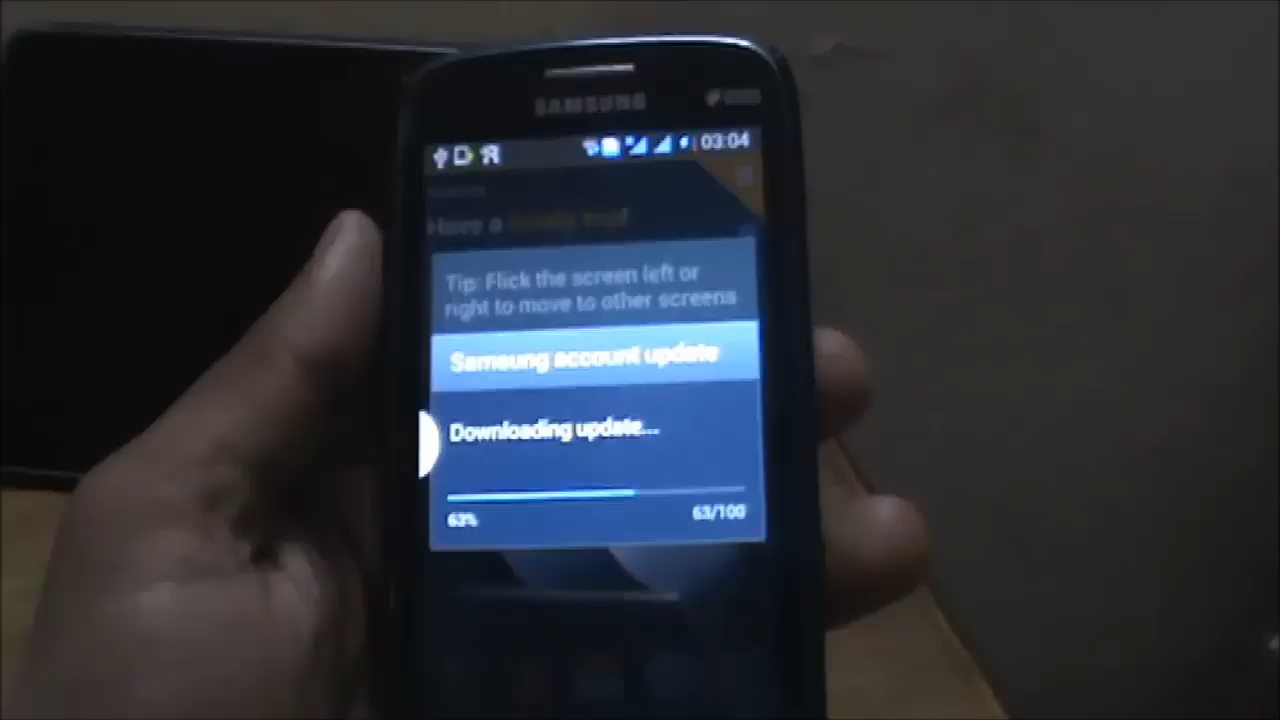 SAMSUNG
03:04
Have a
Tip: Flick the screen left or
right to move to other screens
Samsung account update
Downloading update...
63%
63/100